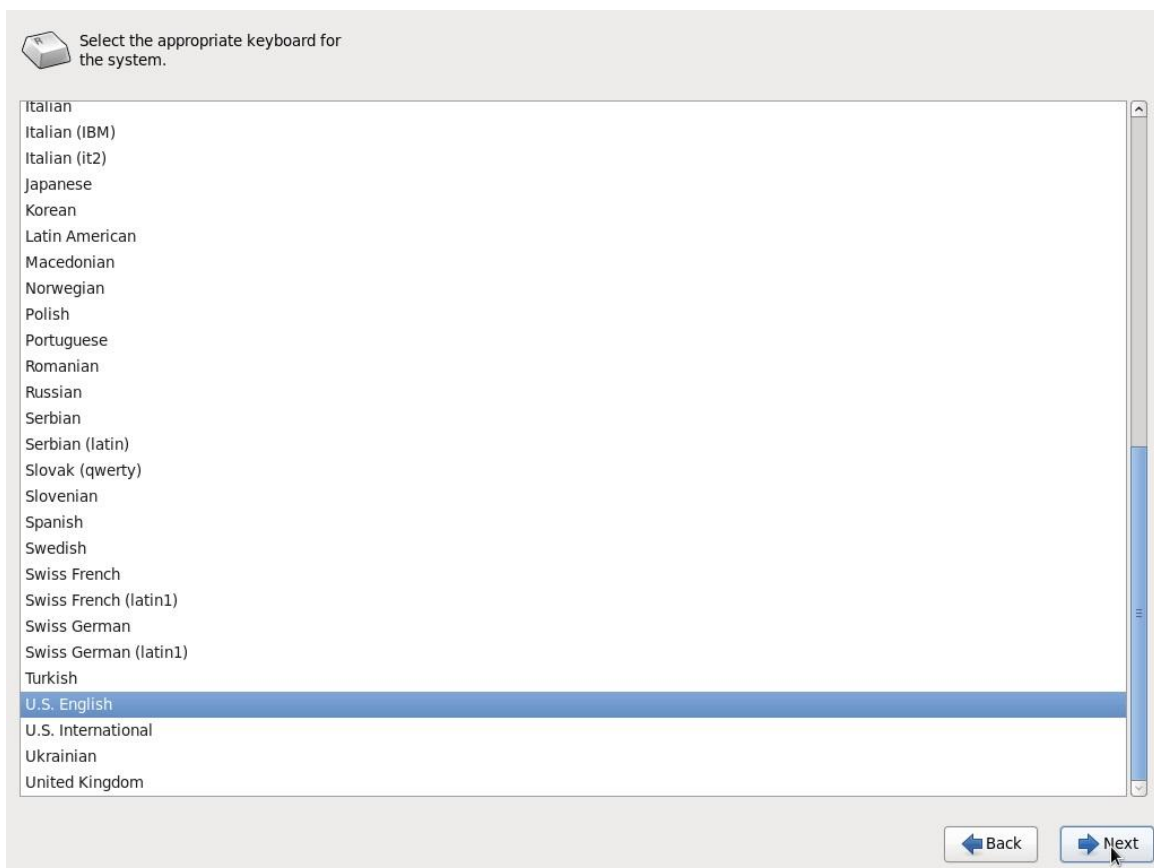 R
Select the appropriate keyboard for
the system.
Italian
Italian (IBM)
Italian (it2)
Japanese
Korean
Latin American
Macedonian
Norwegian
Polish
Portuguese
Romanian
Russian
Serbian
Serbian (latin)
Slovak (qwerty)
Slovenian
Spanish
Swedish
Swiss French
Swiss French (latin1)
Swiss German
Swiss German (latin1)
Turkish
U.S. English
U.S. International
Ukrainian
United Kingdom
Back Next